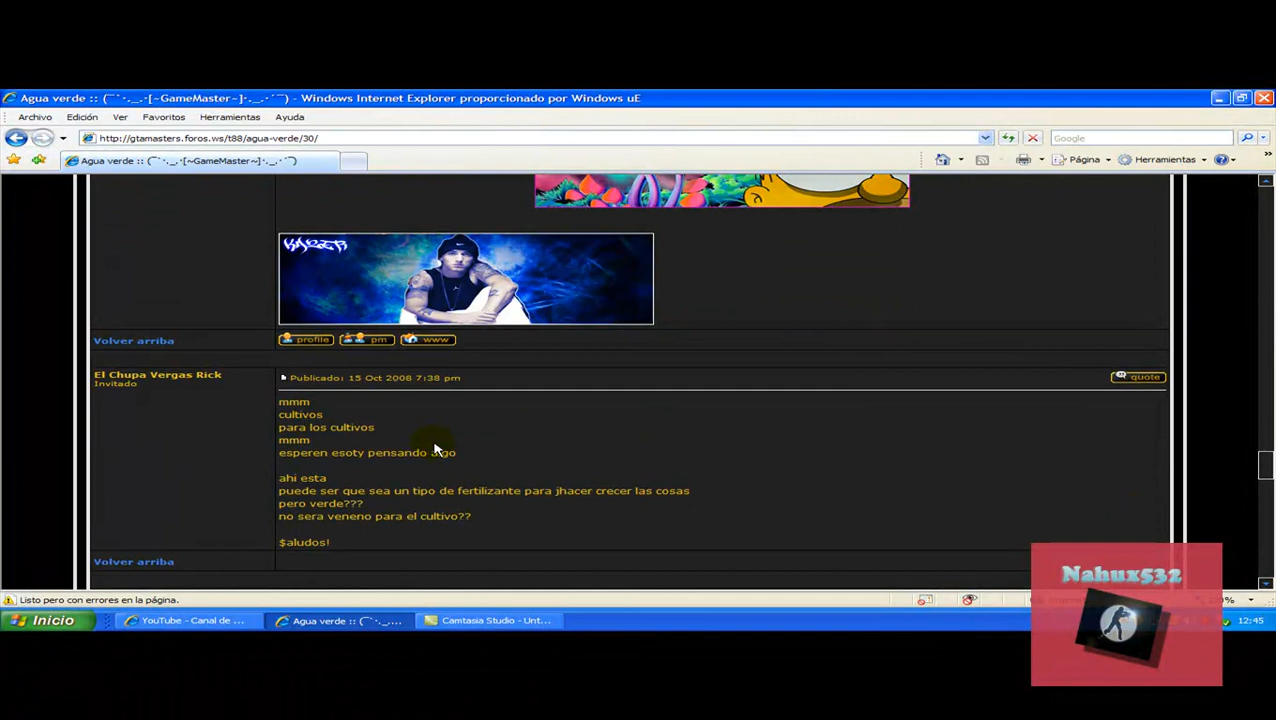 Agua verde :: (¯`·._.·[~GameMaster~]·._.·´¯) - Windows Internet Explorer proporcionado por Windows uE
Archivo Edición Ver Favoritos Herramientas Ayuda
http://gtamasters.foros.ws/t88/agua-verde/30/
Google
Agua verde :: (¯`·._.·[~GameMaster~]·._.·´¯)
Página
Herramientas
KASER
Volver arriba
profile pm www
El Chupa Vergas Rick
Invitado
Publicado: 15 Oct 2008 7:38 pm
quote
mmm
cultivos
para los cultivos
mmm
esperen esoty pensando algo
ahi esta
puede ser que sea un tipo de fertilizante para jhacer crecer las cosas
pero verde???
no sera veneno para el cultivo??
$aludos!
Volver arriba
Nahux532
Listo pero con errores en la página.
Inicio
YouTube - Canal de ...
Agua verde :: (¯`·._....
Camtasia Studio - Unt...
12:45